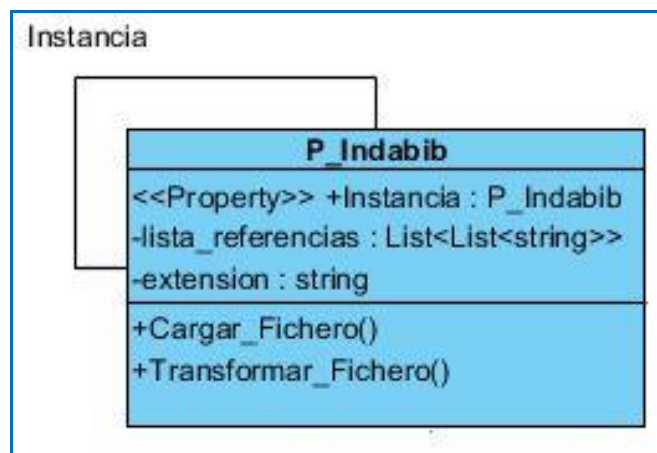 Instancia
P_Indabib
<<Property>> +Instancia : P_Indabib
-lista_referencias : List<List<string>>
-extension : string
+Cargar_Fichero()
+Transformar_Fichero()